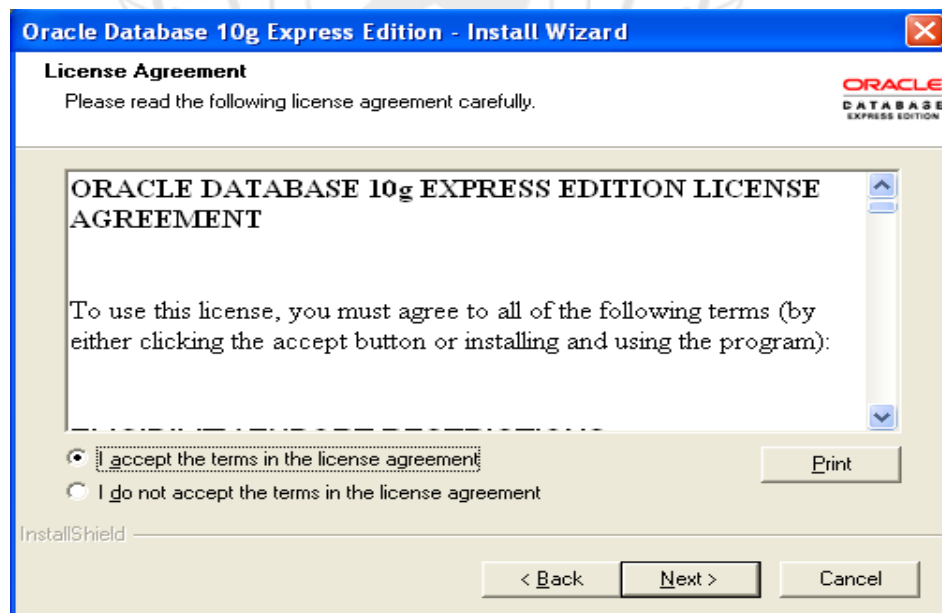 Oracle Database 10g Express Edition - Install Wizard
License Agreement
Please read the following license agreement carefully.
ORACLE
DATABASE
EXPRESS EDITION
ORACLE DATABASE 10g EXPRESS EDITION LICENSE
AGREEMENT
To use this license, you must agree to all of the following terms (by
either clicking the accept button or installing and using the program):
I accept the terms in the license agreement
Print
I do not accept the terms in the license agreement
InstallShield
< Back
Next >
Cancel